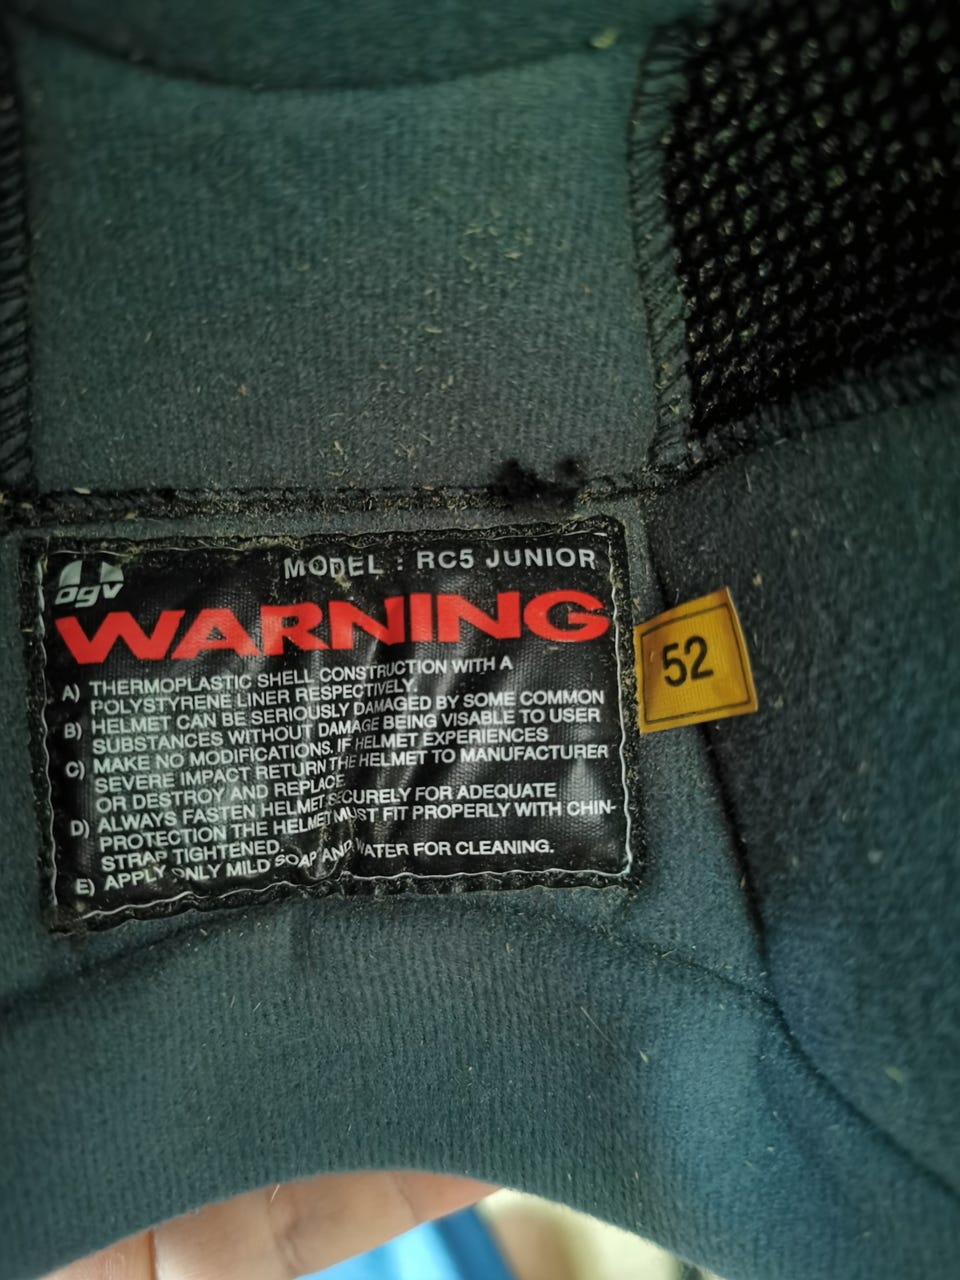 MODEL : RC5 JUNIOR
ogv
WARNING
52
A) THERMOPLASTIC SHELL CONSTRUCTION WITH A
POLYSTYRENE LINER RESPECTIVELY.
B) HELMET CAN BE SERIOUSLY DAMAGED BY SOME COMMON
SUBSTANCES WITHOUT DAMAGE BEING VISABLE TO USER
C) MAKE NO MODIFICATIONS. IF HELMET EXPERIENCES
SEVERE IMPACT RETURN THE HELMET TO MANUFACTURER
OR DESTROY AND REPLACE
D) ALWAYS FASTEN HELMET SECURELY FOR ADEQUATE
PROTECTION THE HELMET MUST FIT PROPERLY WITH CHIN-
STRAP TIGHTENED.
E) APPLY ONLY MILD SOAP AND WATER FOR CLEANING.